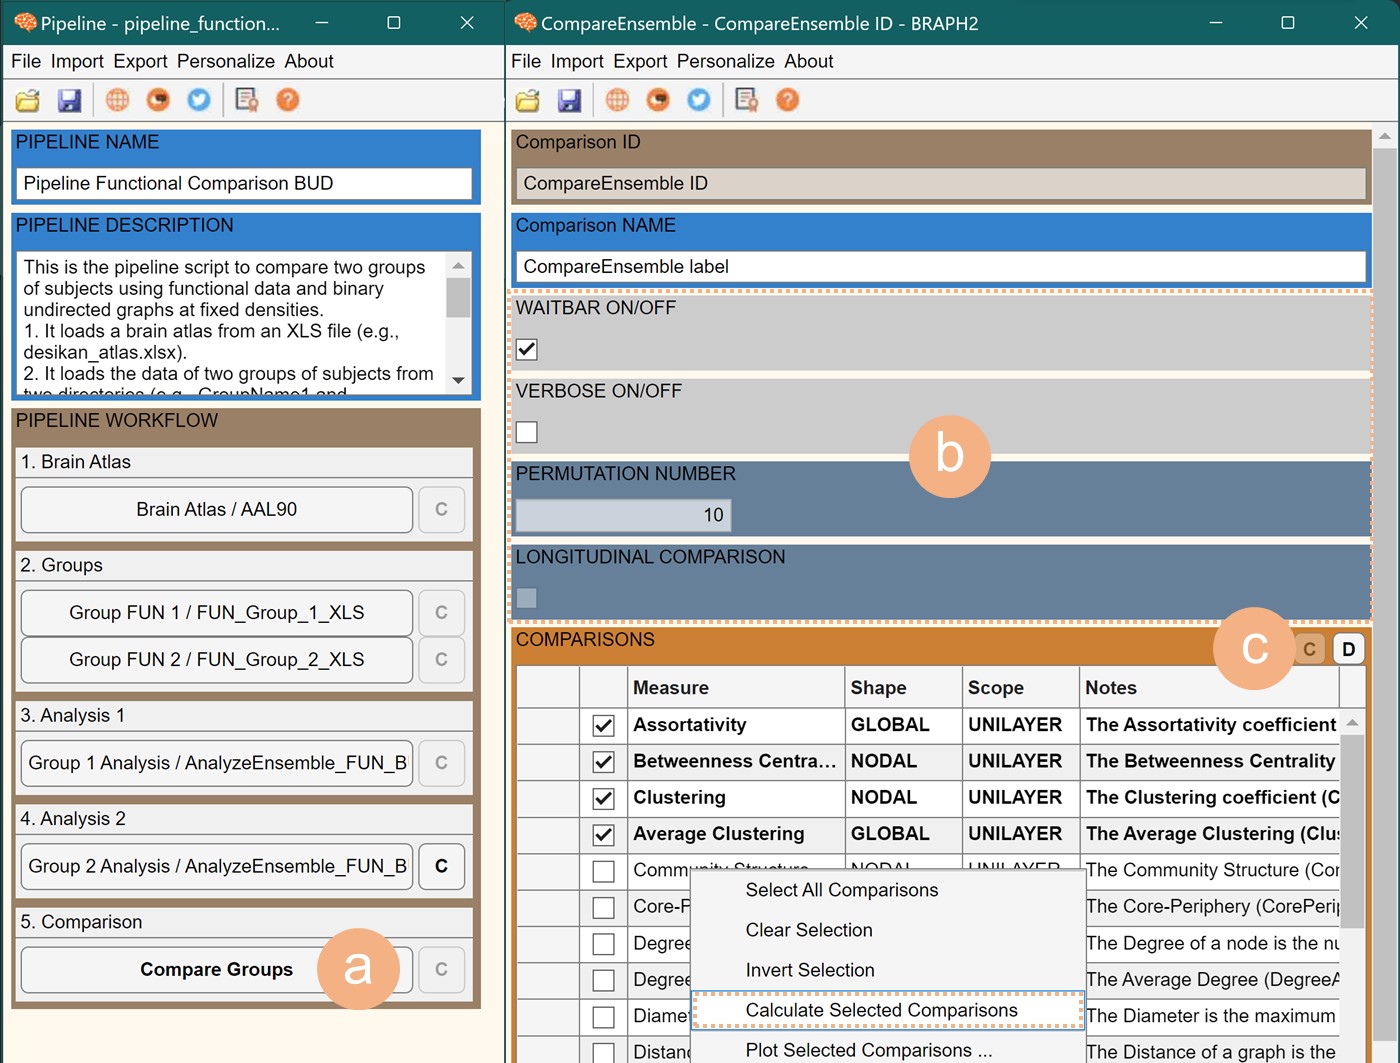 Pipeline - pipeline_function...
File Import Export Personalize About
PIPELINE NAME
Pipeline Functional Comparison BUD
PIPELINE DESCRIPTION
This is the pipeline script to compare two groups
of subjects using functional data and binary
undirected graphs at fixed densities.
1. It loads a brain atlas from an XLS file (e.g.,
desikan_atlas.xlsx).
2. It loads the data of two groups of subjects from
two directories (e.g., GroupName1 and
PIPELINE WORKFLOW
1. Brain Atlas
Brain Atlas / AAL90 C
2. Groups
Group FUN 1 / FUN_Group_1_XLS C
Group FUN 2 / FUN_Group_2_XLS C
3. Analysis 1
Group 1 Analysis / AnalyzeEnsemble_FUN_B C
4. Analysis 2
Group 2 Analysis / AnalyzeEnsemble_FUN_B C
5. Comparison
Compare Groups a C
CompareEnsemble - CompareEnsemble ID - BRAPH2
File Import Export Personalize About
Comparison ID
CompareEnsemble ID
Comparison NAME
CompareEnsemble label
WAITBAR ON/OFF
VERBOSE ON/OFF
b
PERMUTATION NUMBER
10
LONGITUDINAL COMPARISON
COMPARISONS c C D
Measure Shape Scope Notes
Assortativity GLOBAL UNILAYER The Assortativity coefficient
Betweenness Centra... NODAL UNILAYER The Betweenness Centrality
Clustering NODAL UNILAYER The Clustering coefficient (C
Average Clustering GLOBAL UNILAYER The Average Clustering (Clus
Community Structure NODAL UNILAYER The Community Structure (Cor
Core-P The Core-Periphery (CorePerip
Degree The Degree of a node is the nu
Degree The Average Degree (DegreeA
Diamet The Diameter is the maximum
Distanc The Distance of a graph is the
Select All Comparisons
Clear Selection
Invert Selection
Calculate Selected Comparisons
Plot Selected Comparisons ...